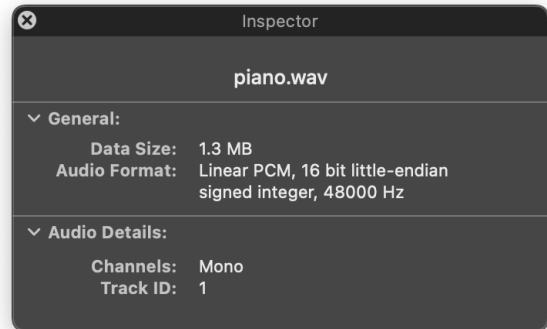 Inspector
piano.wav
General:
Data Size: 1.3 MB
Audio Format: Linear PCM, 16 bit little-endian
signed integer, 48000 Hz
Audio Details:
Channels: Mono
Track ID: 1